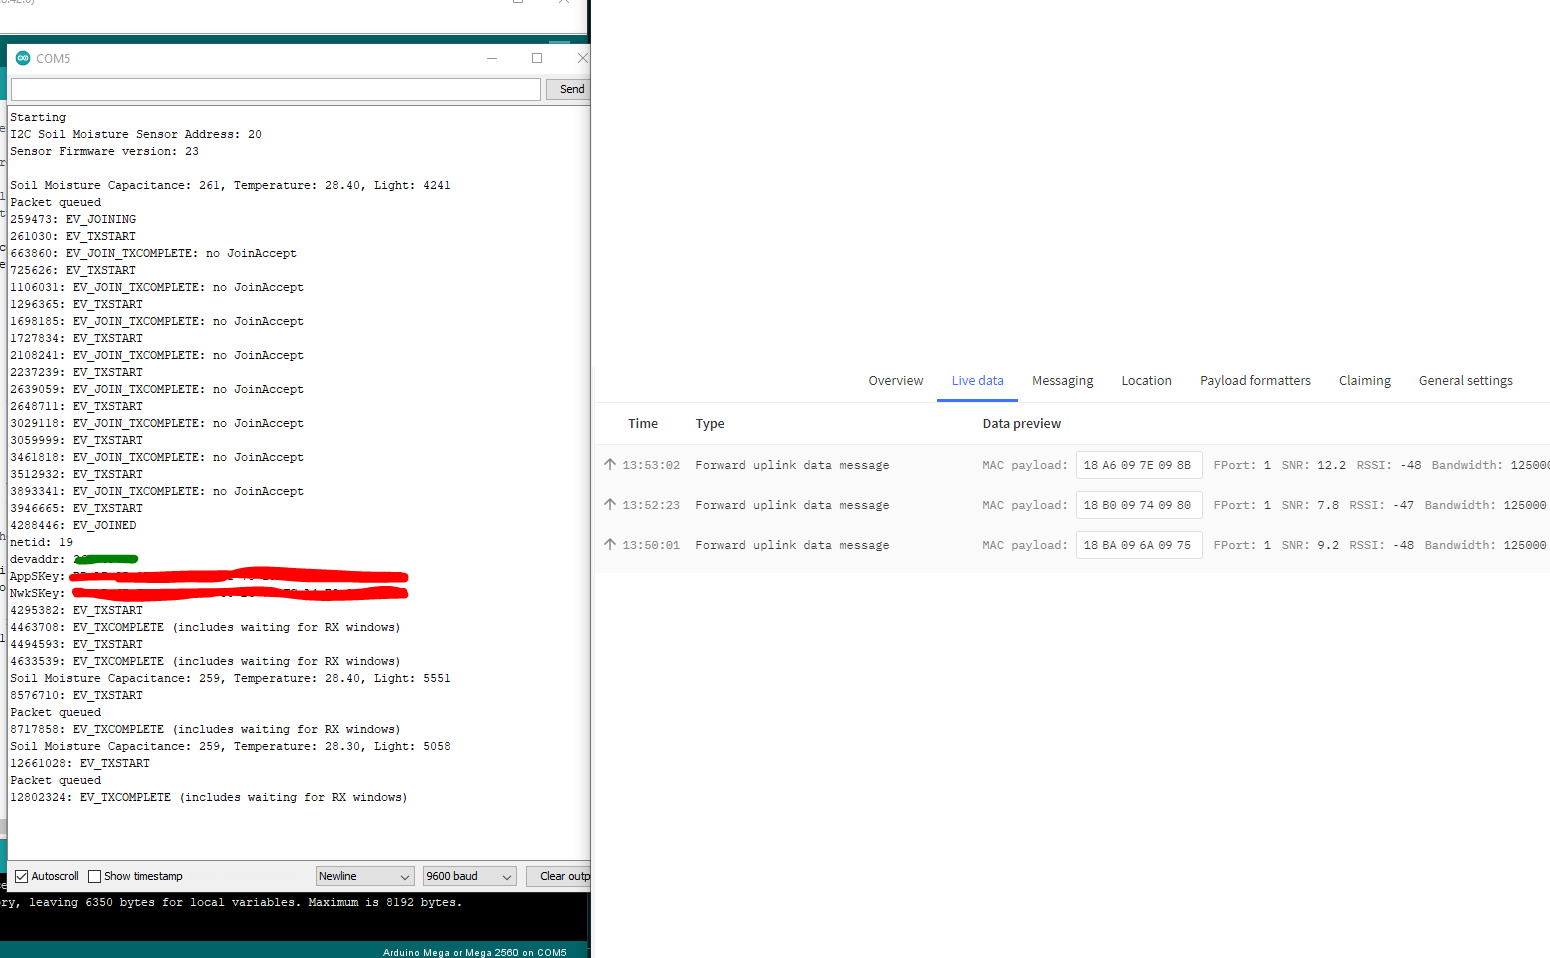 COM5
Send
Starting
I2C Soil Moisture Sensor Address: 20
Sensor Firmware version: 23
Soil Moisture Capacitance: 261, Temperature: 28.40, Light: 4241
Packet queued
259473: EV_JOINING
261030: EV_TXSTART
663860: EV_JOIN_TXCOMPLETE: no JoinAccept
725626: EV_TXSTART
1106031: EV_JOIN_TXCOMPLETE: no JoinAccept
1296365: EV_TXSTART
1698185: EV_JOIN_TXCOMPLETE: no JoinAccept
1727834: EV_TXSTART
2108241: EV_JOIN_TXCOMPLETE: no JoinAccept
2237239: EV_TXSTART
2639059: EV_JOIN_TXCOMPLETE: no JoinAccept
2648711: EV_TXSTART
3029118: EV_JOIN_TXCOMPLETE: no JoinAccept
3059999: EV_TXSTART
3461818: EV_JOIN_TXCOMPLETE: no JoinAccept
3512932: EV_TXSTART
3893341: EV_JOIN_TXCOMPLETE: no JoinAccept
3946665: EV_TXSTART
4288446: EV_JOINED
netid: 19
devaddr:
AppSKey:
NwkSKey:
4295382: EV_TXSTART
4463708: EV_TXCOMPLETE (includes waiting for RX windows)
4494593: EV_TXSTART
4633539: EV_TXCOMPLETE (includes waiting for RX windows)
Soil Moisture Capacitance: 259, Temperature: 28.40, Light: 5551
8576710: EV_TXSTART
Packet queued
8717858: EV_TXCOMPLETE (includes waiting for RX windows)
Soil Moisture Capacitance: 259, Temperature: 28.30, Light: 5058
12661028: EV_TXSTART
Packet queued
12802324: EV_TXCOMPLETE (includes waiting for RX windows)
Autoscroll Show timestamp Newline 9600 baud Clear outp
ry, leaving 6350 bytes for local variables. Maximum is 8192 bytes.
Arduino Mega or Mega 2560 on COM5
Overview Live data Messaging Location Payload formatters Claiming General settings
Time Type Data preview
13:53:02 Forward uplink data message MAC payload: 18 A6 09 7E 09 8B FPort: 1 SNR: 12.2 RSSI: -48 Bandwidth: 125000
13:52:23 Forward uplink data message MAC payload: 18 B0 09 74 09 80 FPort: 1 SNR: 7.8 RSSI: -47 Bandwidth: 125000
13:50:01 Forward uplink data message MAC payload: 18 BA 09 6A 09 75 FPort: 1 SNR: 9.2 RSSI: -48 Bandwidth: 125000